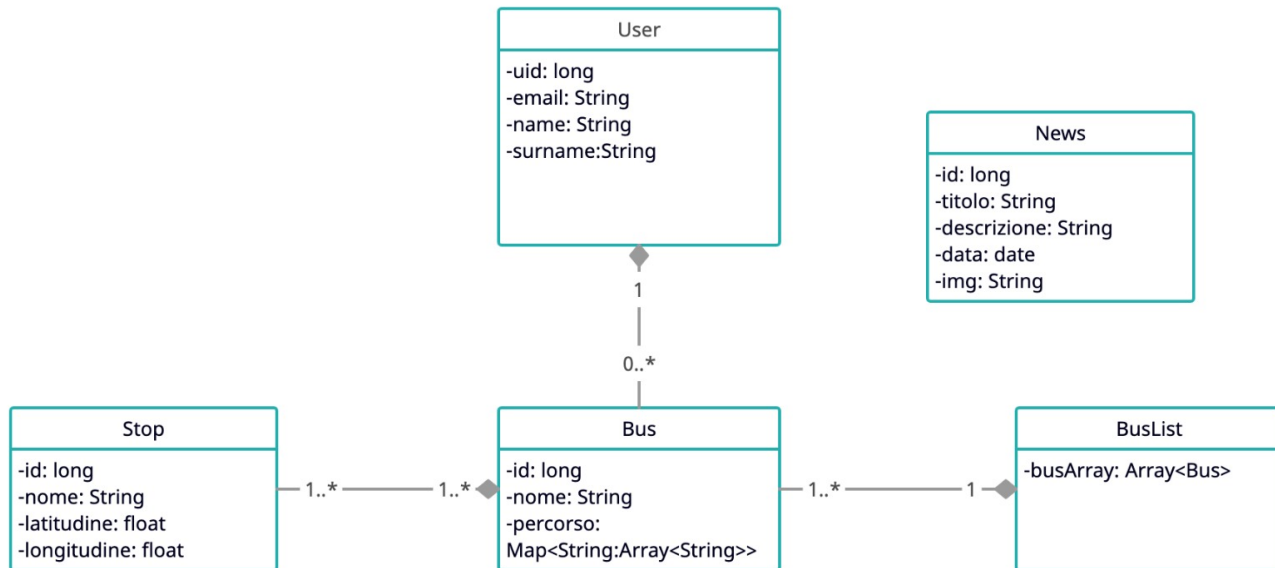 User
-uid: long
-email: String
-name: String
-surname:String
News
-id: long
-titolo: String
-descrizione: String
-data: date
-img: String
1
0..*
Stop
-id: long
-nome: String
-latitudine: float
-longitudine: float
1..*
1..*
Bus
-id: long
-nome: String
-percorso:
Map<String:Array<String>>
1..*
1
BusList
-busArray: Array<Bus>